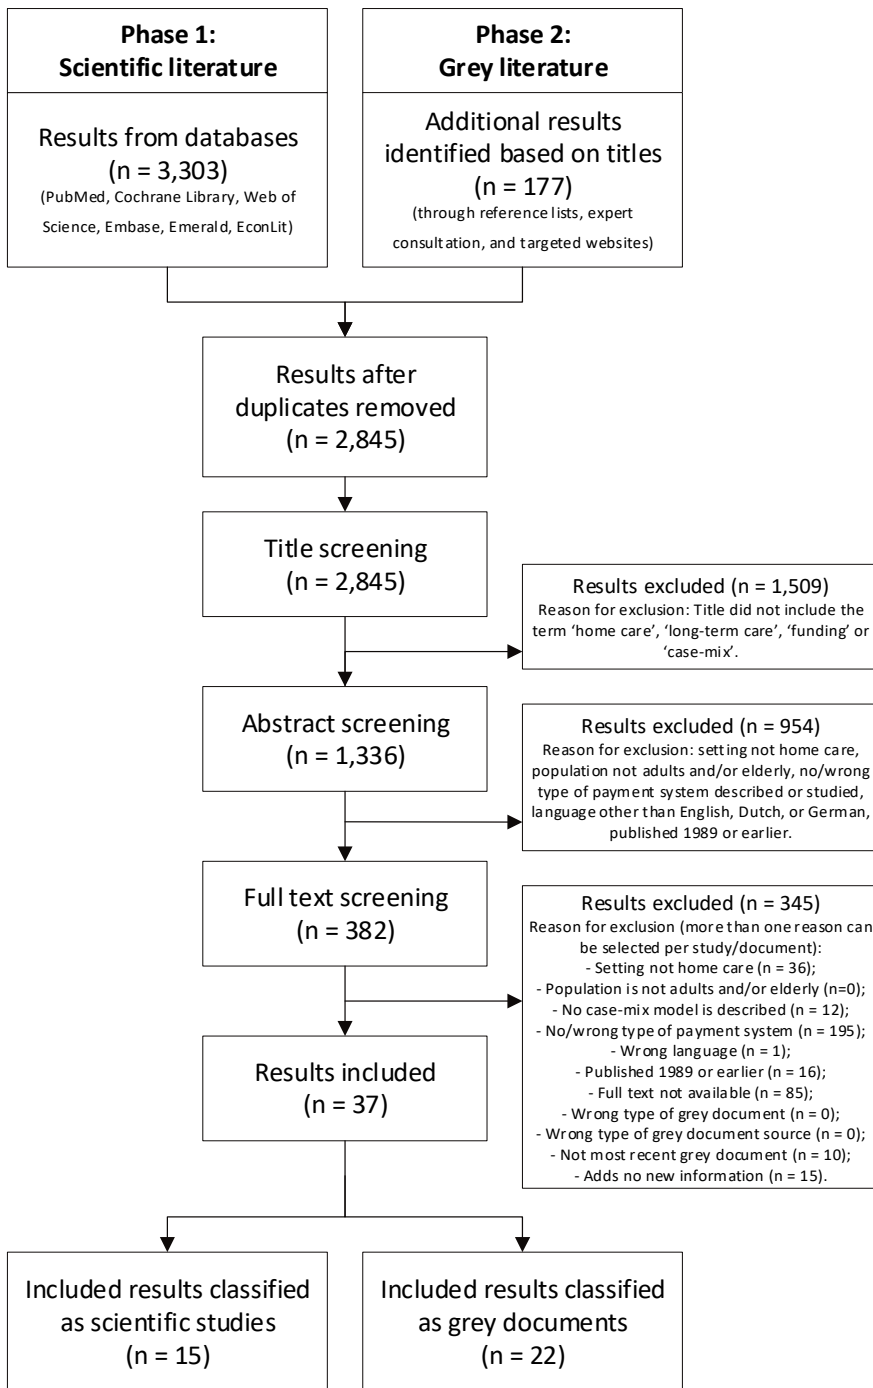 Phase 1:
Scientific literature
Results from databases
(n = 3,303)
(PubMed, Cochrane Library, Web of
Science, Embase, Emerald, EconLit)
Phase 2:
Grey literature
Additional results
identified based on titles
(n = 177)
(through reference lists, expert
consultation, and targeted websites)
Results after
duplicates removed
(n = 2,845)
Title screening
(n = 2,845)
Results excluded (n = 1,509)
Reason for exclusion: Title did not include the
term ‘home care’, ‘long-term care’, ‘funding’ or
‘case-mix’.
Abstract screening
(n = 1,336)
Results excluded (n = 954)
Reason for exclusion: setting not home care,
population not adults and/or elderly, no/wrong
type of payment system described or studied,
language other than English, Dutch, or German,
published 1989 or earlier.
Full text screening
(n = 382)
Results excluded (n = 345)
Reason for exclusion (more than one reason can
be selected per study/document):
- Setting not home care (n = 36);
- Population is not adults and/or elderly (n=0);
- No case-mix model is described (n = 12);
- No/wrong type of payment system (n = 195);
- Wrong language (n = 1);
- Published 1989 or earlier (n = 16);
- Full text not available (n = 85);
- Wrong type of grey document (n = 0);
- Wrong type of grey document source (n = 0);
- Not most recent grey document (n = 10);
- Adds no new information (n = 15).
Results included
(n = 37)
Included results classified
as scientific studies
(n = 15)
Included results classified
as grey documents
(n = 22)